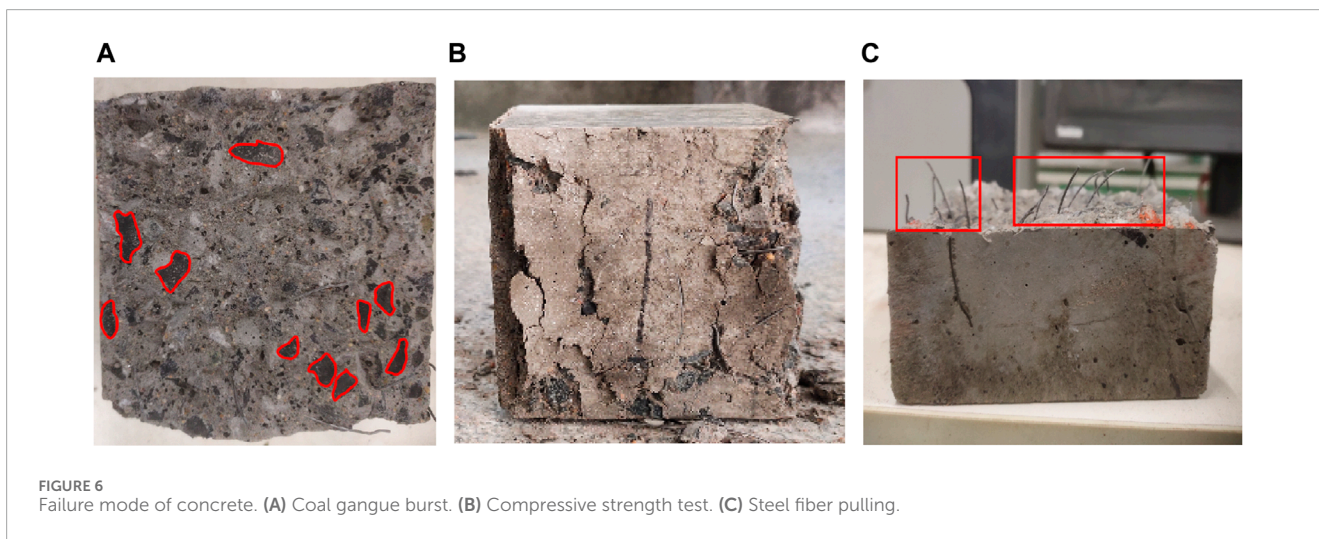 A
B
C
FIGURE 6
Failure mode of concrete. (A) Coal gangue burst. (B) Compressive strength test. (C) Steel fiber pulling.